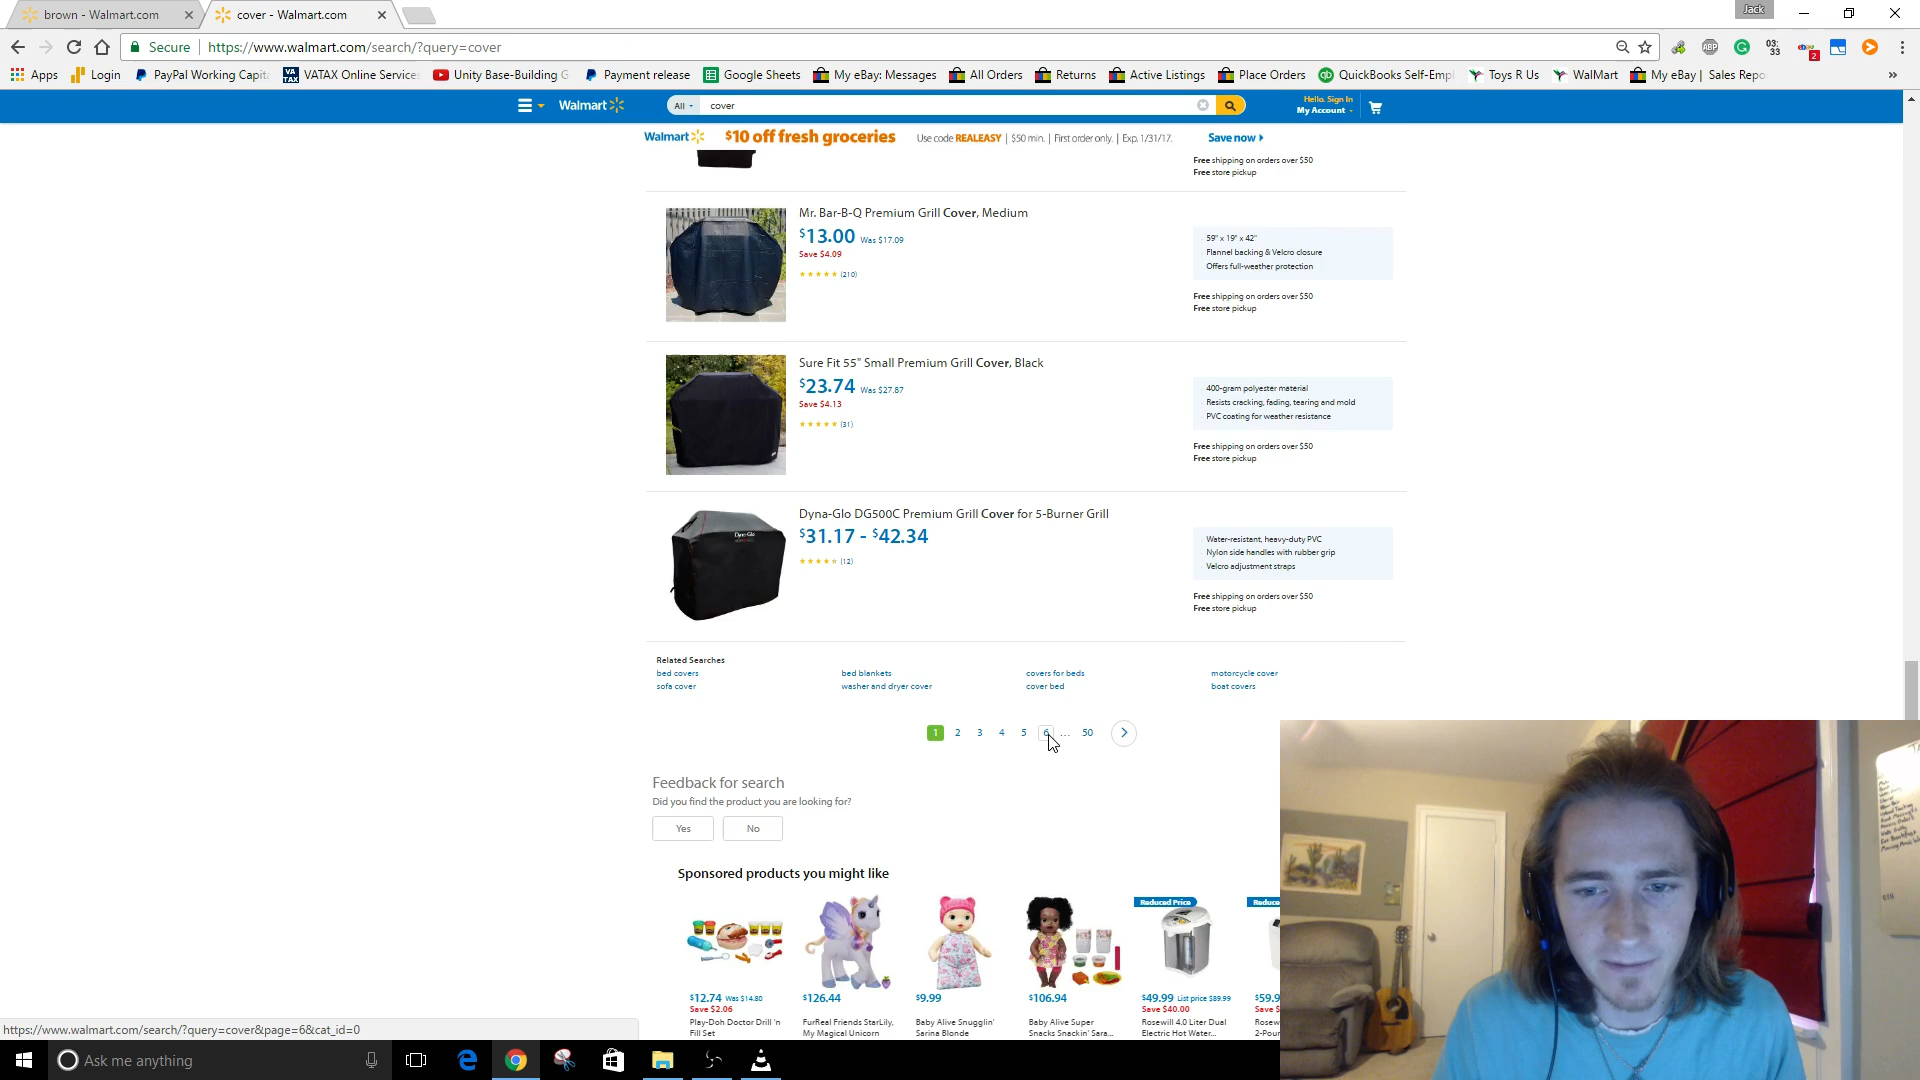 brown - Walmart.com
cover - Walmart.com
Jack
Secure
https://www.walmart.com/search/?query=cover
ABP
03:
33
2
Apps
Login
PayPal Working Capita
VA TAX
VATAX Online Service
Unity Base-Building G
Payment release
Google Sheets
My eBay: Messages
All Orders
Returns
Active Listings
Place Orders
QuickBooks Self-Empl
Toys R Us
WalMart
My eBay | Sales Repo
Walmart
All
cover
Hello. Sign In
My Account
Walmart
$10 off fresh groceries
Use code REALEASY | $50 min. | First order only. | Exp. 1/31/17.
Save now
Free shipping on orders over $50
Free store pickup
Mr. Bar-B-Q Premium Grill Cover, Medium
$13.00 Was $17.09
Save $4.09
(210)
59" x 19" x 42"
Flannel backing & Velcro closure
Offers full-weather protection
Free shipping on orders over $50
Free store pickup
Sure Fit 55" Small Premium Grill Cover, Black
$23.74 Was $27.87
Save $4.13
(31)
400-gram polyester material
Resists cracking, fading, tearing and mold
PVC coating for weather resistance
Free shipping on orders over $50
Free store pickup
Dyna-Glo DG500C Premium Grill Cover for 5-Burner Grill
$31.17 - $42.34
(12)
Dyna-Glo
Water-resistant, heavy-duty PVC
Nylon side handles with rubber grip
Velcro adjustment straps
Free shipping on orders over $50
Free store pickup
Related Searches
bed covers
bed blankets
covers for beds
motorcycle cover
sofa cover
washer and dryer cover
cover bed
boat covers
1 2 3 4 5 6 ... 50
Feedback for search
Did you find the product you are looking for?
Yes
No
Sponsored products you might like
Reduced Price
Reduce
$12.74 Was $14.80
Save $2.06
Play-Doh Doctor Drill 'n
Fill Set
$126.44
FurReal Friends StarLily,
My Magical Unicorn
$9.99
Baby Alive Snugglin'
Sarina Blonde
$106.94
Baby Alive Super
Snacks Snackin' Sara...
$49.99 List price $89.99
Save $40.00
Rosewill 4.0 Liter Dual
Electric Hot Water...
$59.9
Save $
Rosew
2-Pour
https://www.walmart.com/search/?query=cover&page=6&cat_id=0
Ask me anything